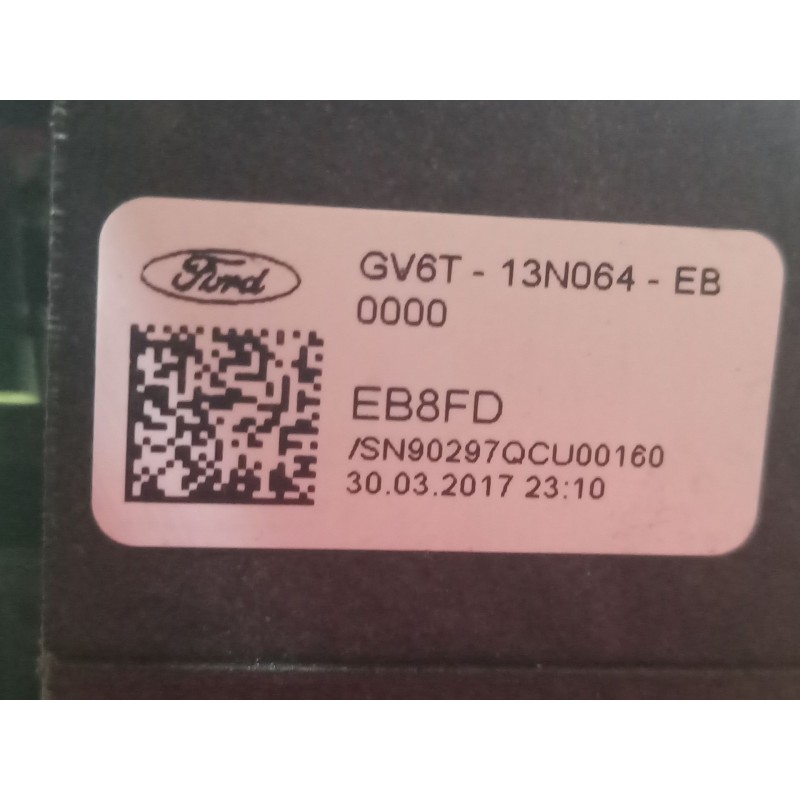 Ford
GV6T - 13N064 - EB
0000
EB8FD
/SN90297QCU00160
30.03.2017 23:10